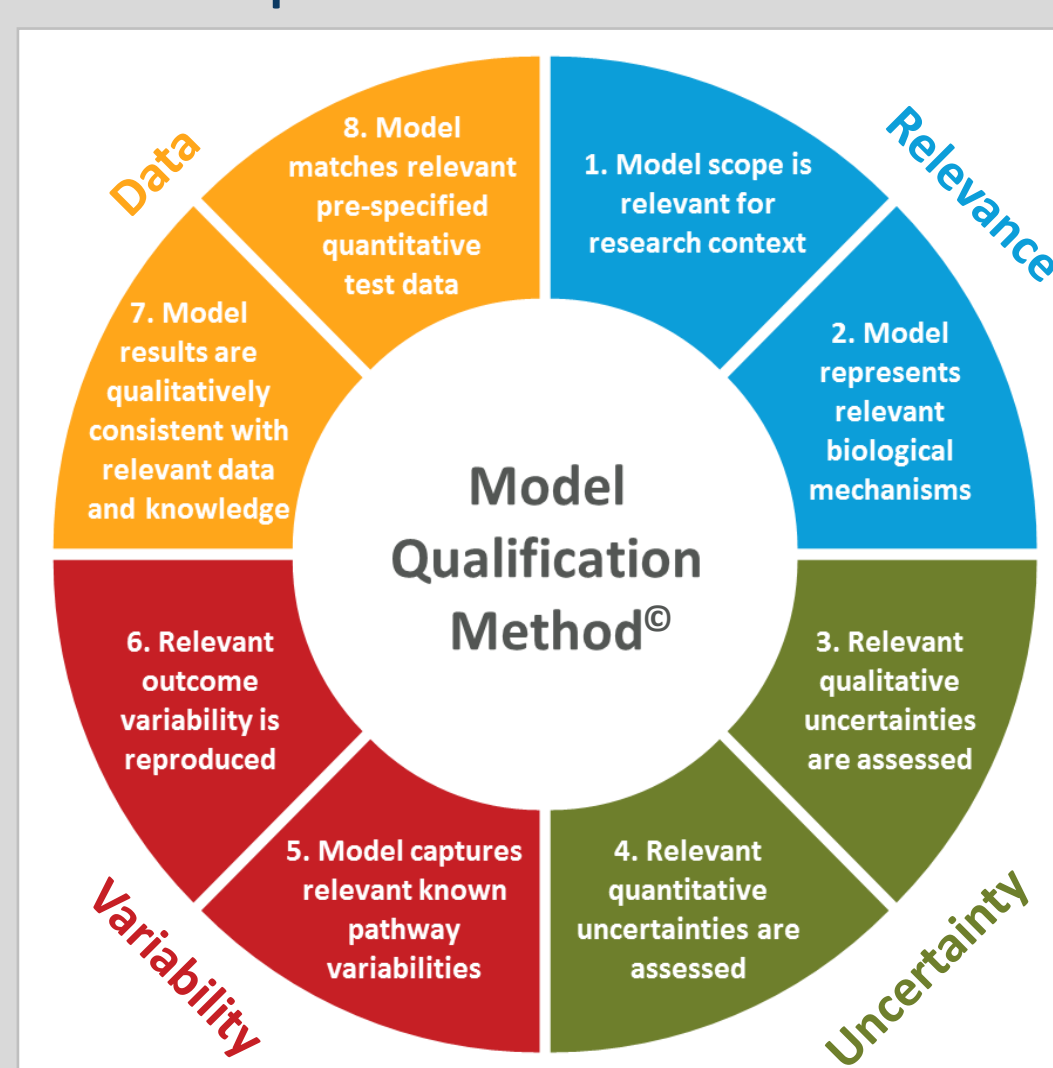 Model
Qualification
Method©
Relevance
1. Model scope is
relevant for
research context
2. Model
represents
relevant
biological
mechanisms
Uncertainty
3. Relevant
qualitative
uncertainties
are assessed
4. Relevant
quantitative
uncertainties are
assessed
Variability
5. Model captures
relevant known
pathway
variabilities
6. Relevant
outcome
variability is
reproduced
Data
7. Model
results are
qualitatively
consistent with
relevant data
and knowledge
8. Model
matches relevant
pre-specified
quantitative
test data